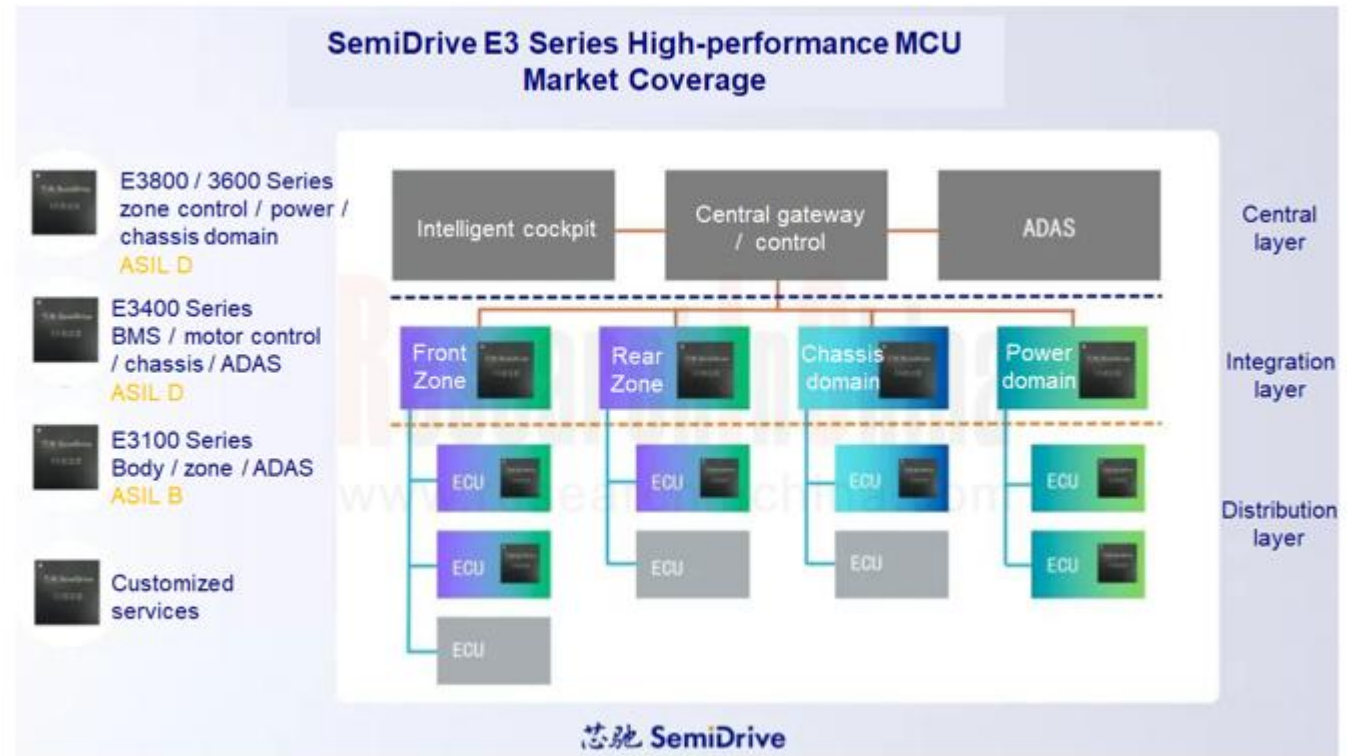 SemiDrive E3 Series High-performance MCU
Market Coverage
E3800 / 3600 Series
zone control / power /
chassis domain
ASIL D
E3400 Series
BMS / motor control
/ chassis / ADAS
ASIL D
E3100 Series
Body / zone / ADAS
ASIL B
Customized
services
Intelligent cockpit
Central gateway
/ control
ADAS
Central
layer
Front
Zone
Rear
Zone
Chassis
domain
Power
domain
Integration
layer
ECU
ECU
ECU
ECU
ECU
ECU
ECU
ECU
ECU
Distribution
layer
芯驰 SemiDrive